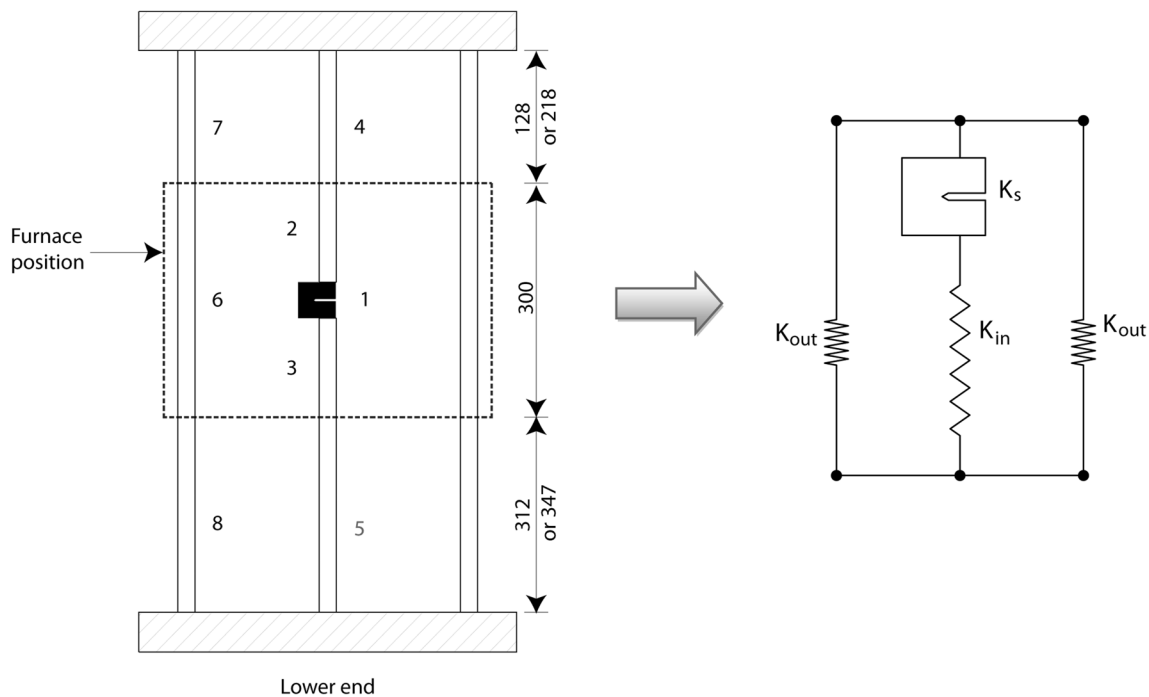 7
4
128
or 218
Furnace
position
2
6
1
3
300
8
5
312
or 347
Lower end
Ks
Kout
Kin
Kout